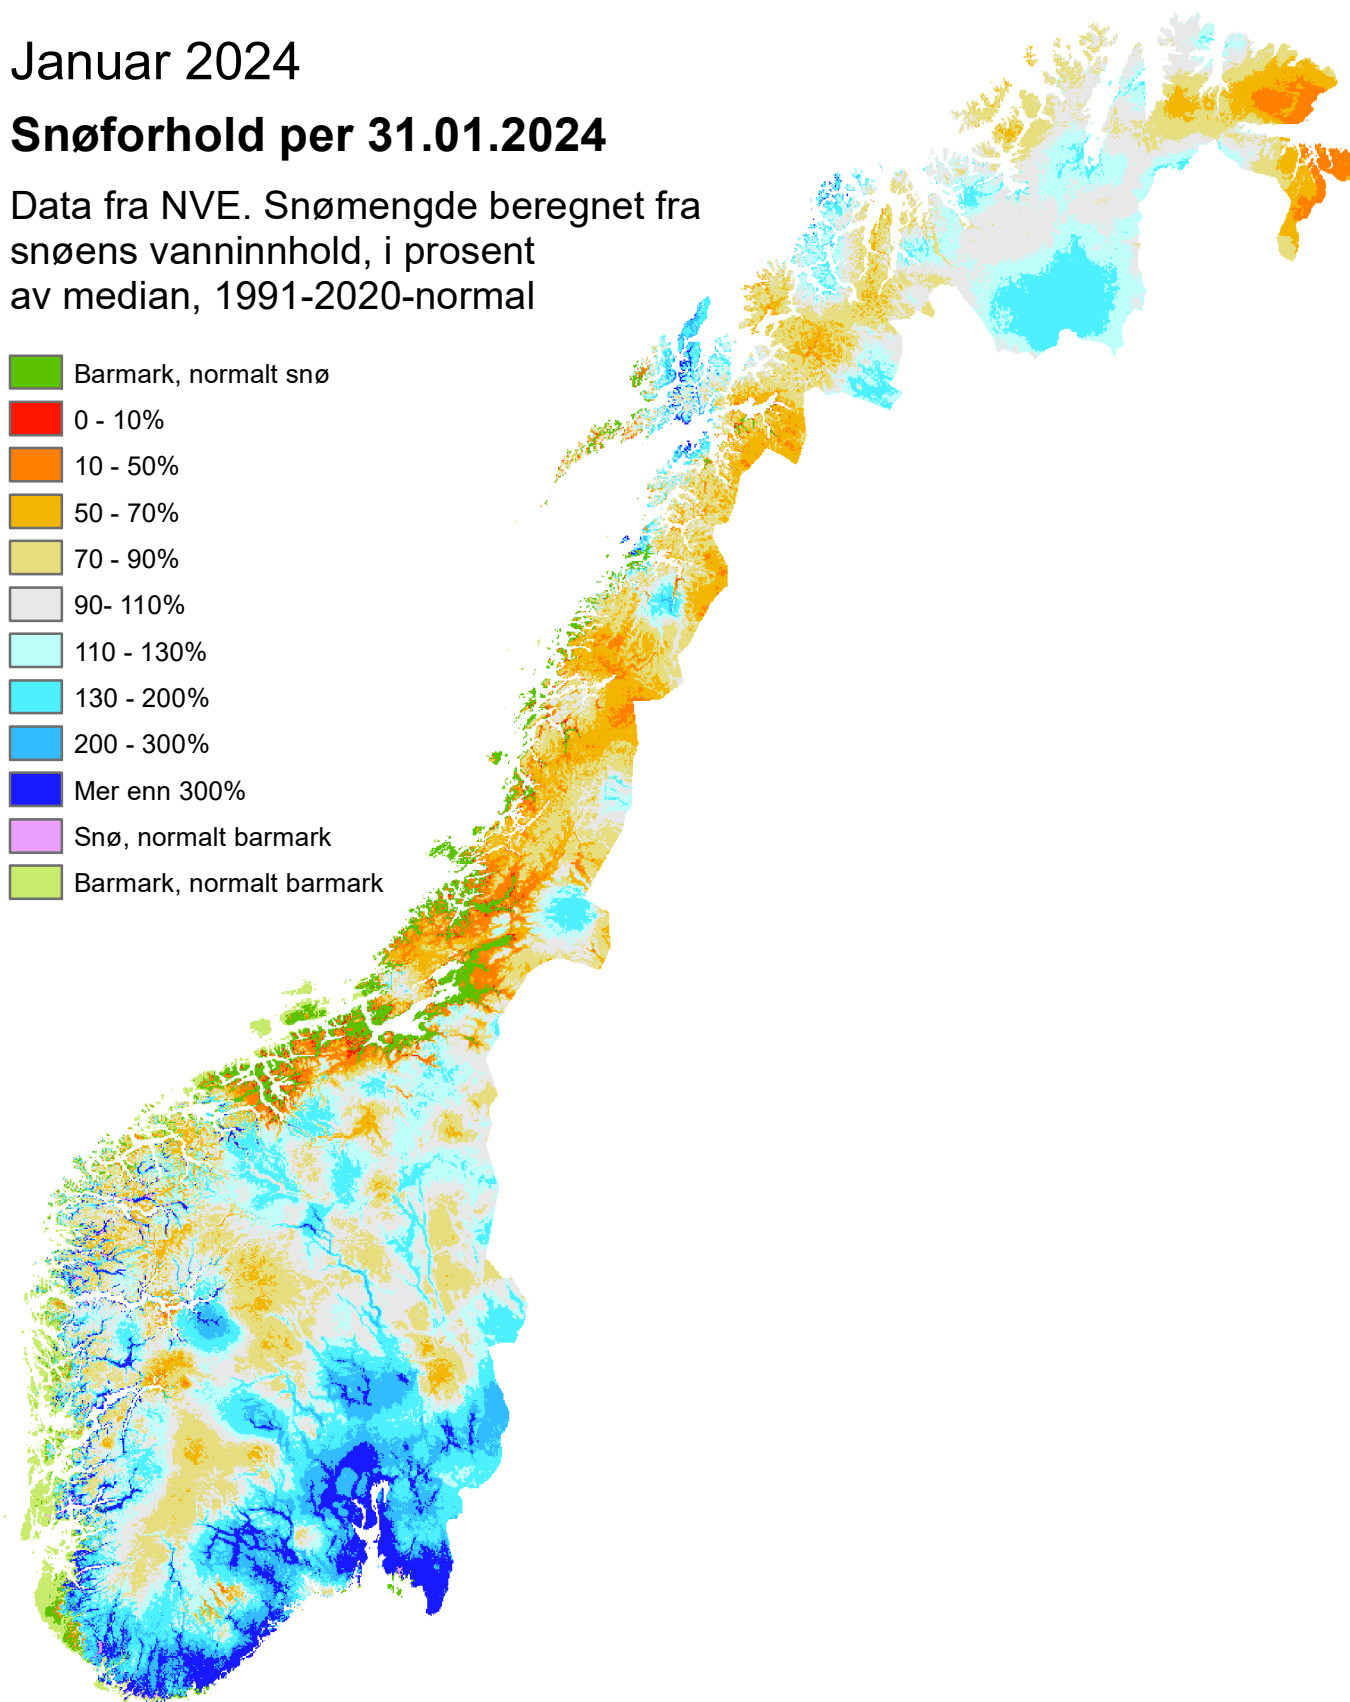 Januar 2024
Snøforhold per 31.01.2024
Data fra NVE. Snømengde beregnet fra
snøens vanninnhold, i prosent
av median, 1991-2020-normal
Barmark, normalt snø
0 - 10%
10 - 50%
50 - 70%
70 - 90%
90- 110%
110 - 130%
130 - 200%
200 - 300%
Mer enn 300%
Snø, normalt barmark
Barmark, normalt barmark